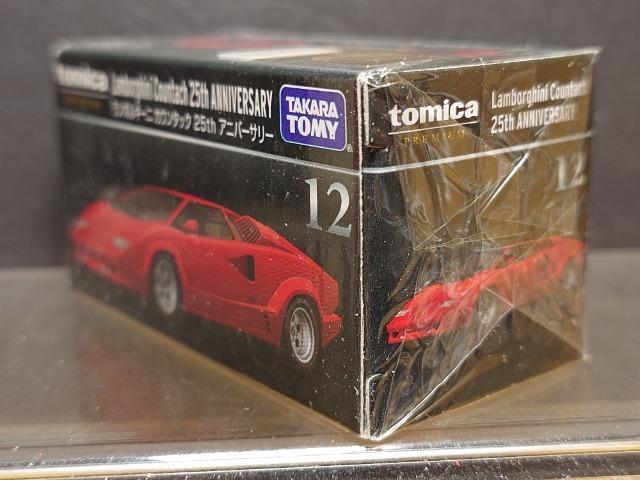 tomica
PREMIUM
Lamborghini Countach 25th ANNIVERSARY
ランボルギーニ カウンタック 25th アニバーサリー
TAKARA
TOMY
12
tomica
PREMIUM
Lamborghini Countach
25th ANNIVERSARY
12